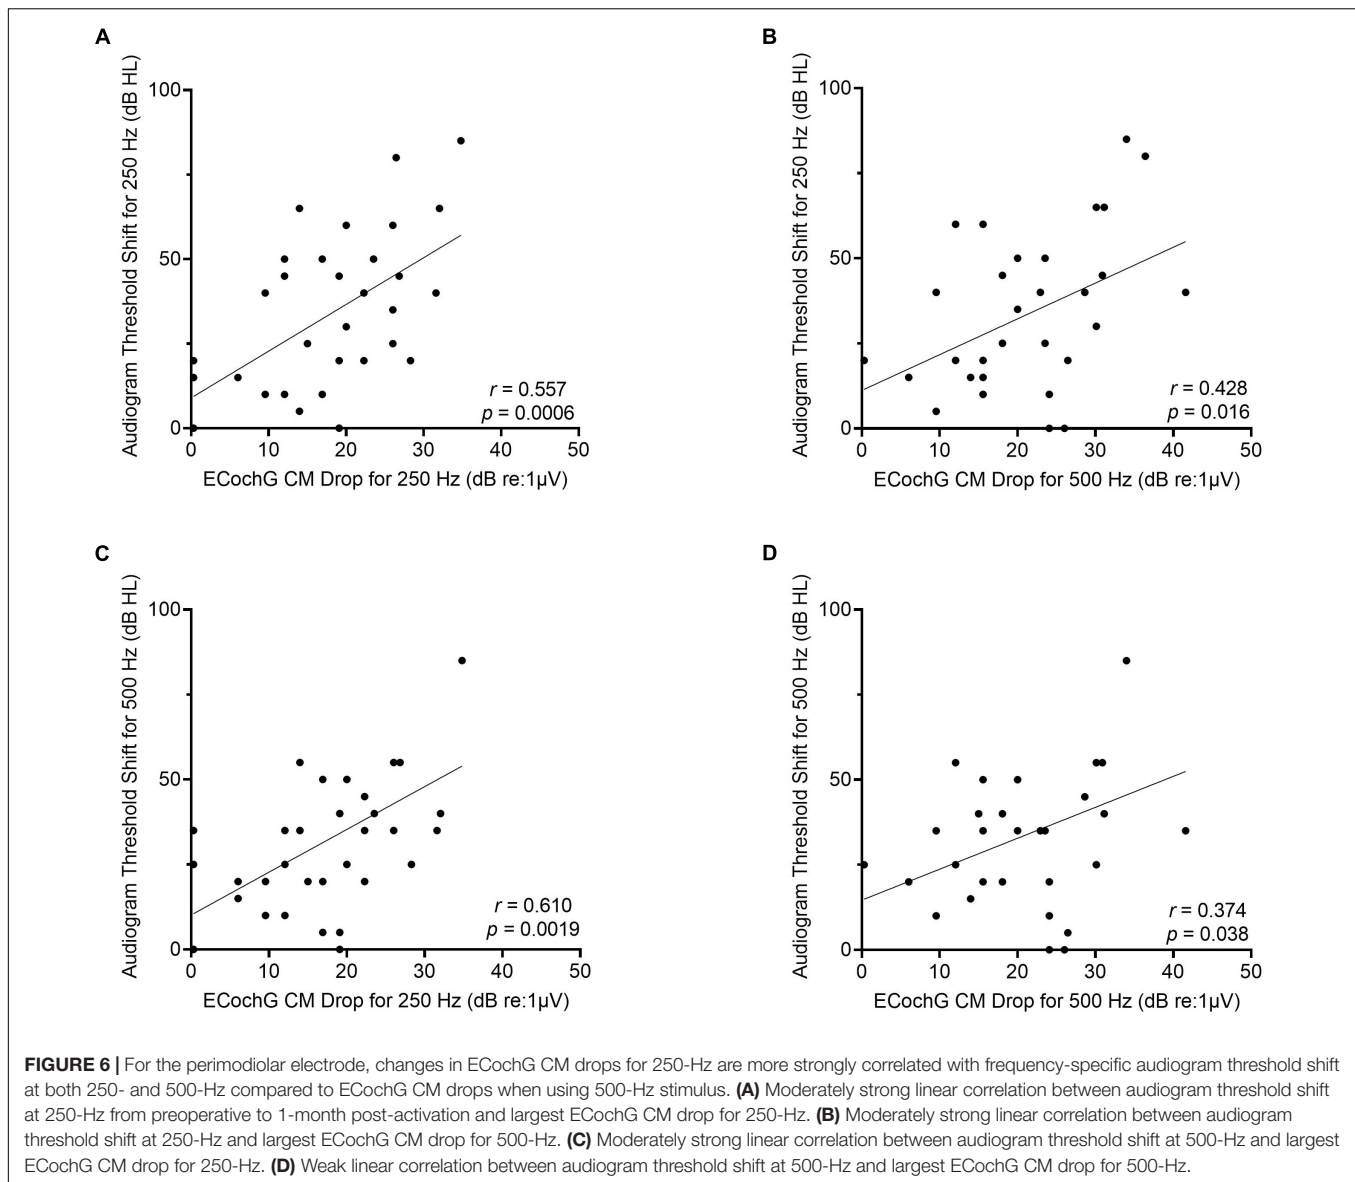 A
Audiogram Threshold Shift for 250 Hz (dB HL)
100
50
0
0 10 20 30 40 50
r = 0.557
p = 0.0006
ECochG CM Drop for 250 Hz (dB re:1µV)
B
Audiogram Threshold Shift for 250 Hz (dB HL)
100
50
0
0 10 20 30 40 50
r = 0.428
p = 0.016
ECochG CM Drop for 500 Hz (dB re:1µV)
C
Audiogram Threshold Shift for 500 Hz (dB HL)
100
50
0
0 10 20 30 40 50
r = 0.610
p = 0.0019
ECochG CM Drop for 250 Hz (dB re:1µV)
D
Audiogram Threshold Shift for 500 Hz (dB HL)
100
50
0
0 10 20 30 40 50
r = 0.374
p = 0.038
ECochG CM Drop for 500 Hz (dB re:1µV)
FIGURE 6 | For the perimodiolar electrode, changes in ECochG CM drops for 250-Hz are more strongly correlated with frequency-specific audiogram threshold shift
at both 250- and 500-Hz compared to ECochG CM drops when using 500-Hz stimulus. (A) Moderately strong linear correlation between audiogram threshold shift
at 250-Hz from preoperative to 1-month post-activation and largest ECochG CM drop for 250-Hz. (B) Moderately strong linear correlation between audiogram
threshold shift at 250-Hz and largest ECochG CM drop for 500-Hz. (C) Moderately strong linear correlation between audiogram threshold shift at 500-Hz and largest
ECochG CM drop for 250-Hz. (D) Weak linear correlation between audiogram threshold shift at 500-Hz and largest ECochG CM drop for 500-Hz.